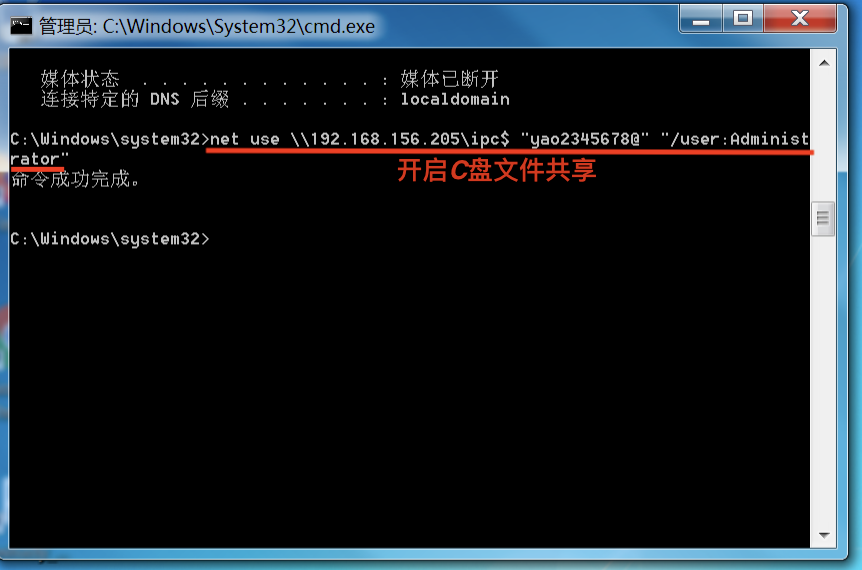 管理员: C:\Windows\System32\cmd.exe
媒体状态 . . . . . . . . . . . . : 媒体已断开
连接特定的 DNS 后缀 . . . . . . . : localdomain
C:\Windows\system32>net use \\192.168.156.205\ipc$ "yao2345678@" "/user:Administ
rator"
开启C盘文件共享
命令成功完成。
C:\Windows\system32>